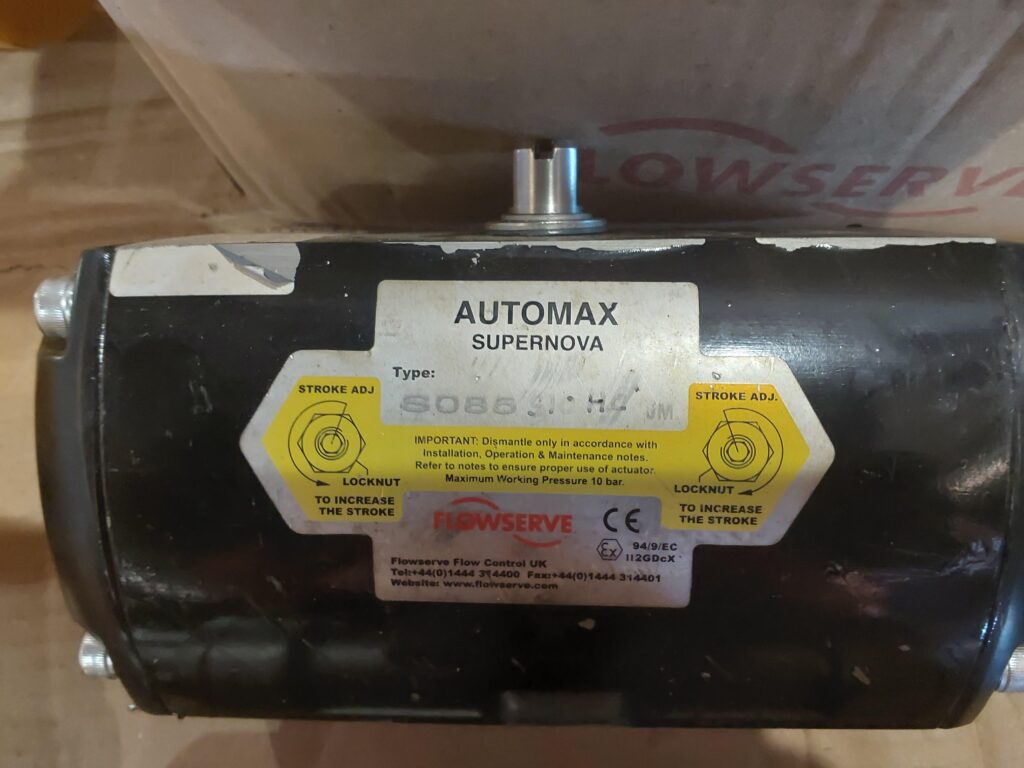 FLOWSERVE
AUTOMAX
SUPERNOVA
Type:
HC JM
STROKE ADJ
STROKE ADJ.
IMPORTANT: Dismantle only in accordance with
Installation, Operation & Maintenance notes.
Refer to notes to ensure proper use of actuator.
Maximum Working Pressure 10 bar.
LOCKNUT
LOCKNUT
TO INCREASE
THE STROKE
TO INCREASE
THE STROKE
FLOWSERVE
CE
Ex 94/9/EC
II2GDcX
Flowserve Flow Control UK
Tel:+44(0)1444 314400 Fax:+44(0)1444 314401
Website: www.flowserve.com